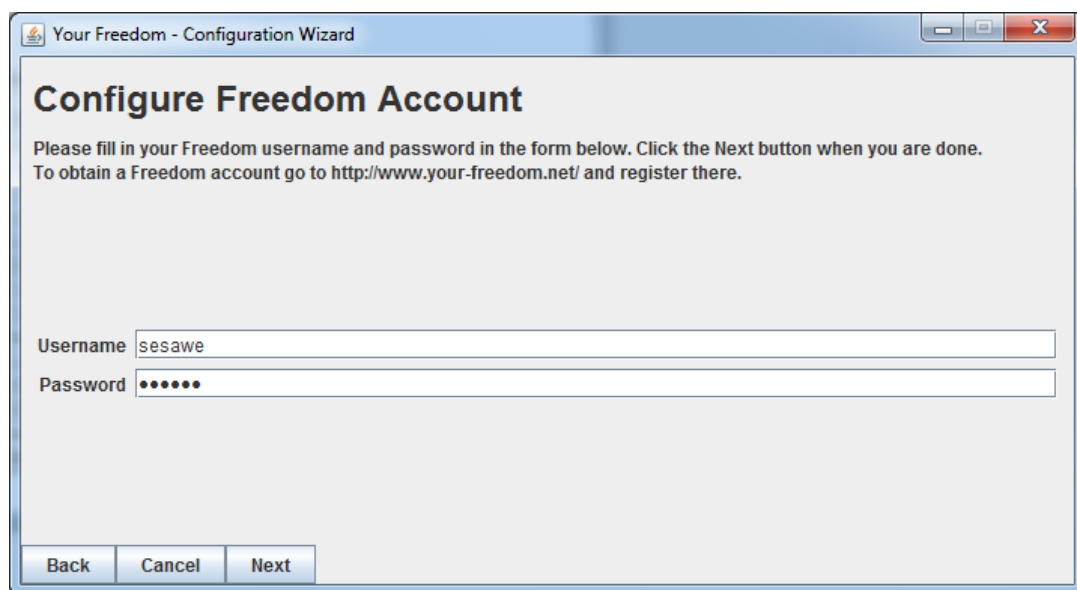 Your Freedom - Configuration Wizard
Configure Freedom Account
Please fill in your Freedom username and password in the form below. Click the Next button when you are done.
To obtain a Freedom account go to http://www.your-freedom.net/ and register there.
Username sesawe
Password ••••••
Back Cancel Next